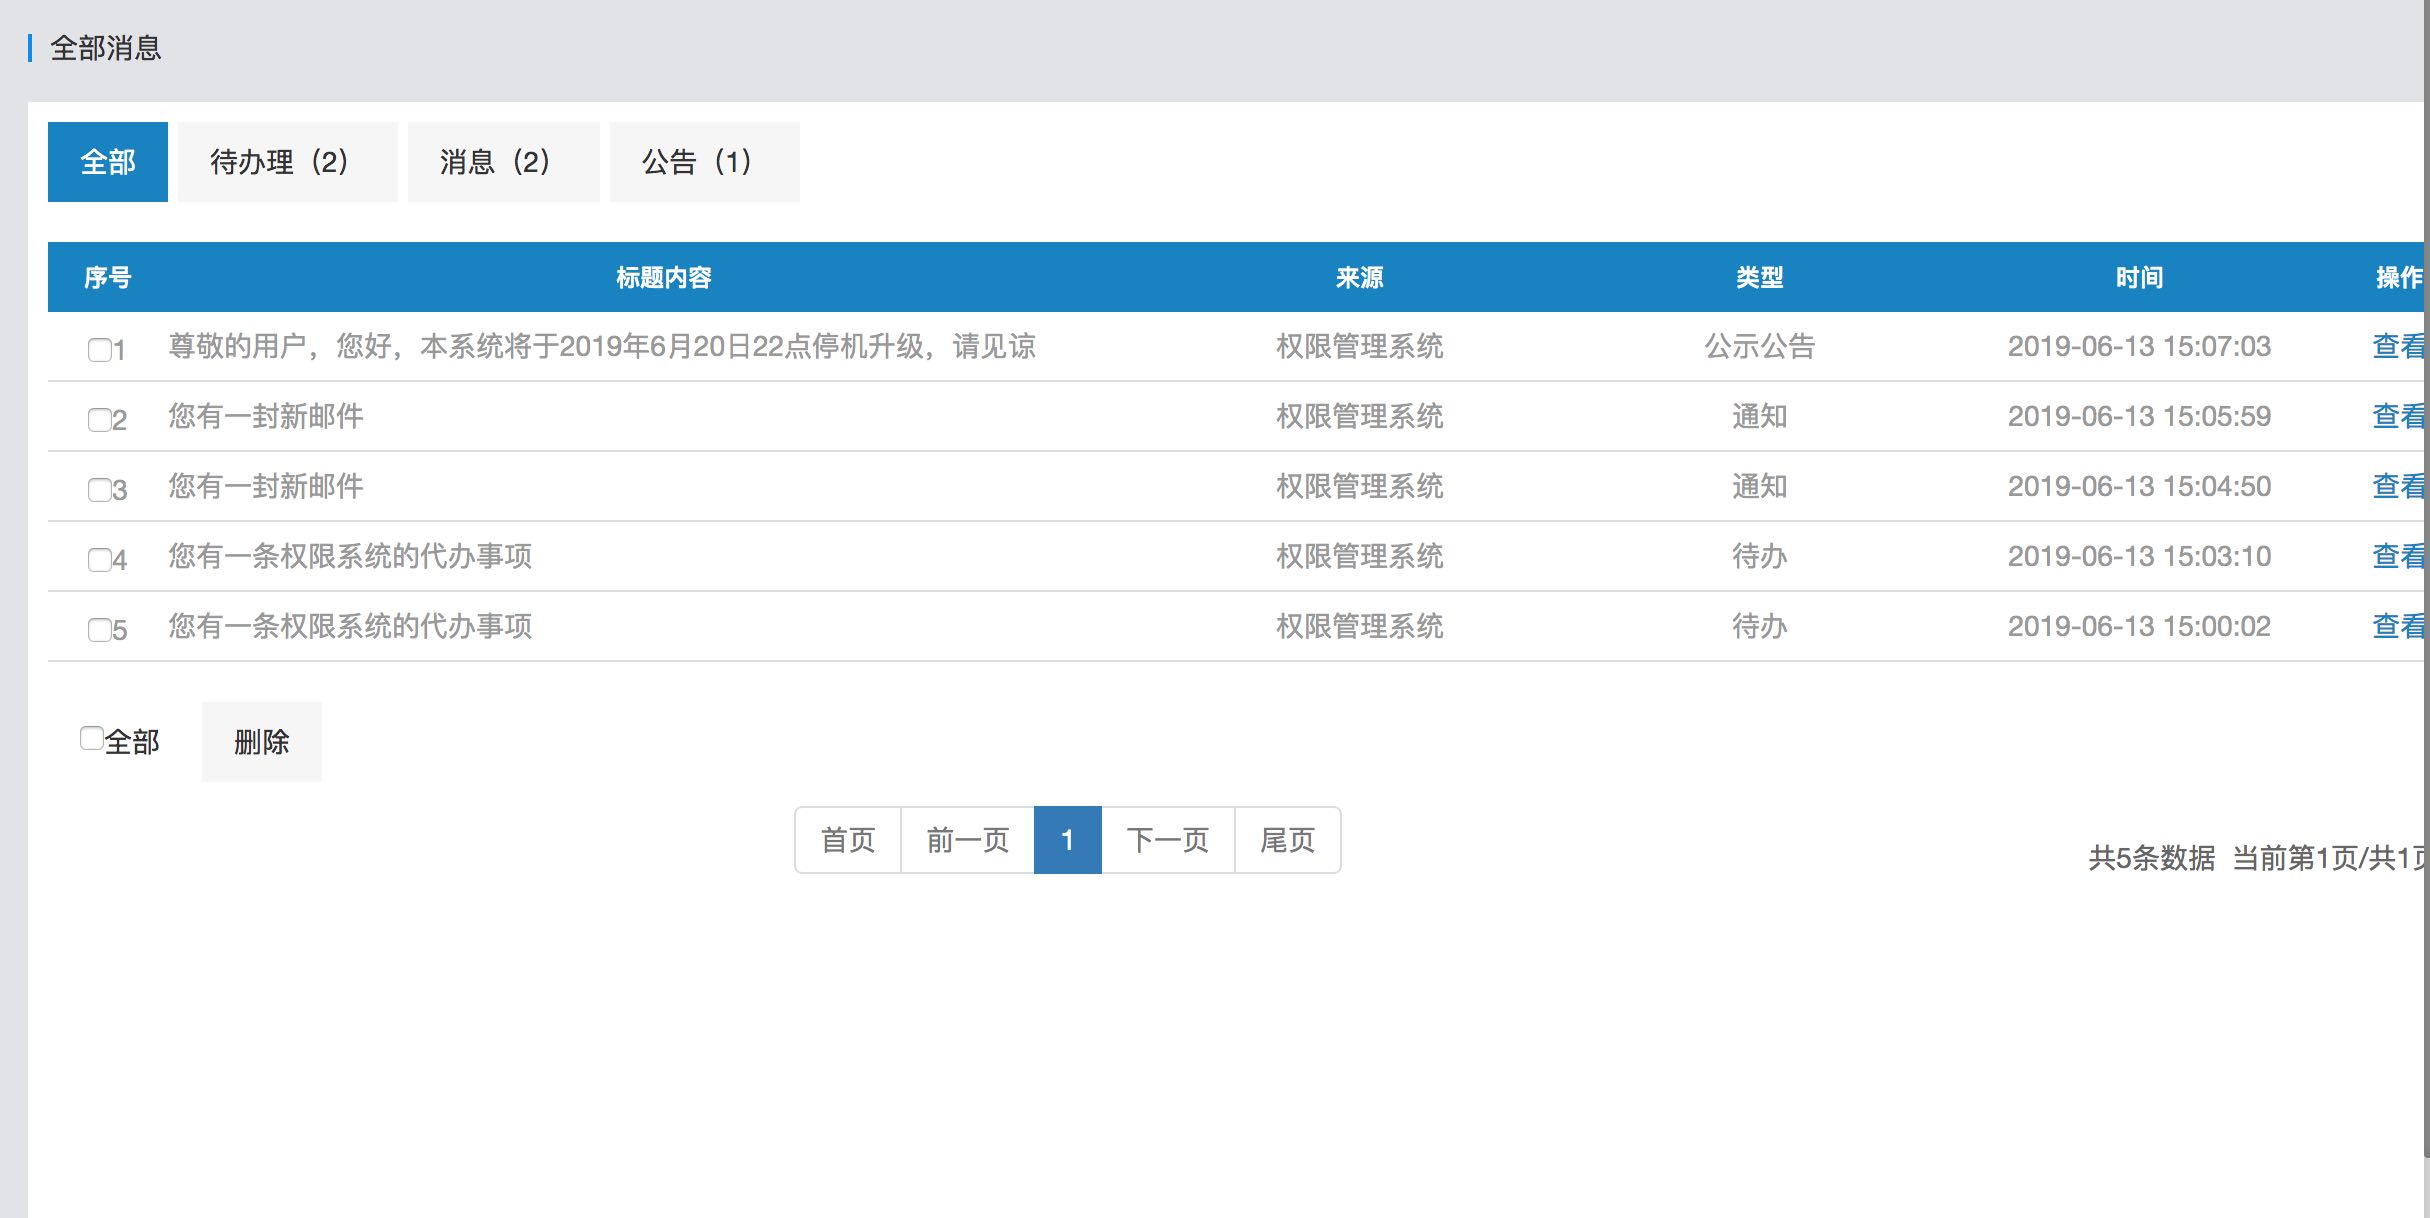 全部消息
全部 待办理（2） 消息（2） 公告（1）
序号 标题内容 来源 类型 时间 操作
1 尊敬的用户，您好，本系统将于2019年6月20日22点停机升级，请见谅 权限管理系统 公示公告 2019-06-13 15:07:03 查看
2 您有一封新邮件 权限管理系统 通知 2019-06-13 15:05:59 查看
3 您有一封新邮件 权限管理系统 通知 2019-06-13 15:04:50 查看
4 您有一条权限系统的代办事项 权限管理系统 待办 2019-06-13 15:03:10 查看
5 您有一条权限系统的代办事项 权限管理系统 待办 2019-06-13 15:00:02 查看
全部 删除
首页 前一页 1 下一页 尾页
共5条数据 当前第1页/共1页